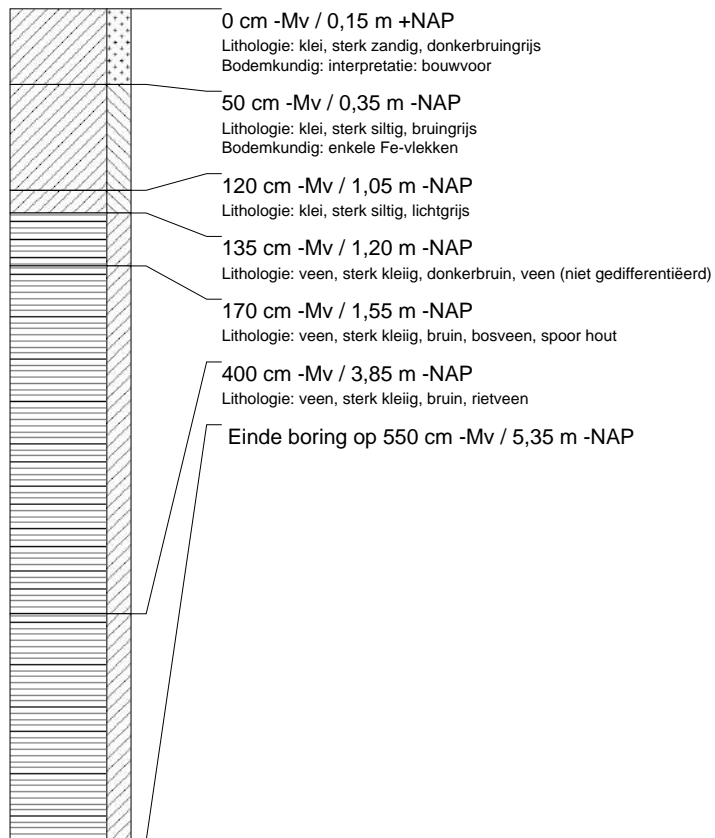 0 cm -Mv / 0,15 m +NAP
Lithologie: klei, sterk zandig, donkerbruingrijs
Bodemkundig: interpretatie: bouwvoor
50 cm -Mv / 0,35 m -NAP
Lithologie: klei, sterk siltig, bruingrijs
Bodemkundig: enkele Fe-vlekken
120 cm -Mv / 1,05 m -NAP
Lithologie: klei, sterk siltig, lichtgrijs
135 cm -Mv / 1,20 m -NAP
Lithologie: veen, sterk kleiig, donkerbruin, veen (niet gedifferentiëerd)
170 cm -Mv / 1,55 m -NAP
Lithologie: veen, sterk kleiig, bruin, bosveen, spoor hout
400 cm -Mv / 3,85 m -NAP
Lithologie: veen, sterk kleiig, bruin, rietveen
Einde boring op 550 cm -Mv / 5,35 m -NAP